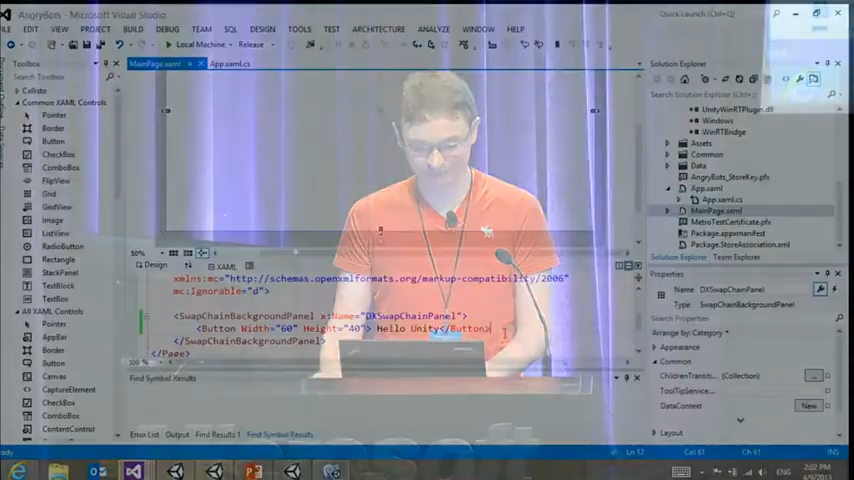 AngryBots - Microsoft Visual Studio
Quick Launch (Ctrl+Q)
FILE EDIT VIEW PROJECT BUILD DEBUG TEAM SQL DESIGN TOOLS TEST ARCHITECTURE ANALYZE WINDOW HELP
Local Machine Release
Toolbox
MainPage.xaml App.xaml.cs
Solution Explorer
Search Toolbox
Callisto
Common XAML Controls
Pointer
Border
Button
CheckBox
ComboBox
FlipView
Grid
GridView
Image
ListView
RadioButton
Rectangle
StackPanel
TextBlock
TextBox
All XAML Controls
Pointer
AppBar
Border
Button
Canvas
CaptureElement
CheckBox
ComboBox
ContentControl
50%
Design XAML
xmlns:mc="http://schemas.openxmlformats.org/markup-compatibility/2006"
mc:Ignorable="d">
<SwapChainBackgroundPanel x:Name="DXSwapChainPanel">
<Button Width="60" Height="40"> Hello Unity</Button>
</SwapChainBackgroundPanel>
</Page>
100 %
Find Symbol Results
Error List Output Find Results 1 Find Symbol Results
Search Solution Explorer (Ctrl+;)
UnityWinRTPlugin.dll
Windows
WinRTBridge
Assets
Common
Data
AngryBots_StoreKey.pfx
App.xaml
App.xaml.cs
MainPage.xaml
MetroTestCertificate.pfx
Package.appxmanifest
Package.StoreAssociation.xml
Solution Explorer Team Explorer
Properties
Name DXSwapChainPanel
Type SwapChainBackgroundPanel
Search Properties
Arrange by: Category
Appearance
Common
ChildrenTransiti... (Collection)
ToolTipService....
DataContext New
Layout
Ready Ln 12 Col 61 Ch 61 INS
ENG
2:02 PM
4/9/2013